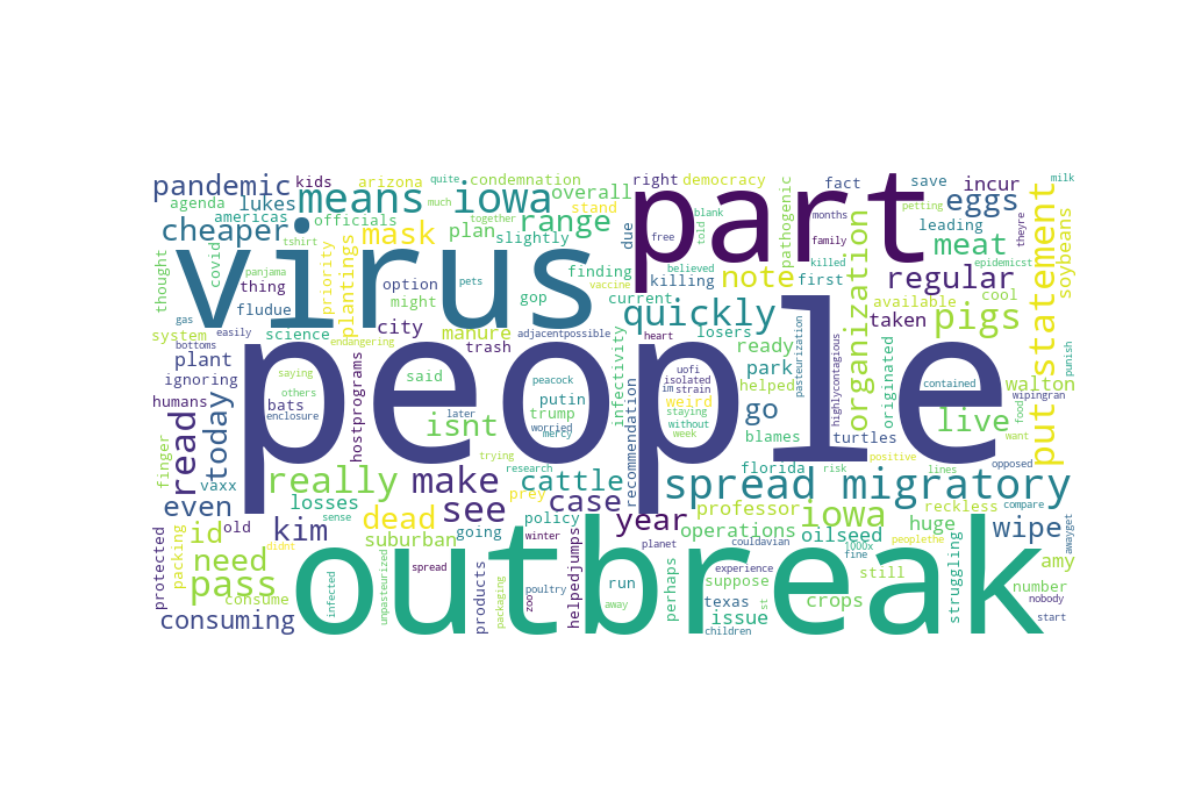 pandemic
kids
means
arizona
quite
much
iowa
condemnation
together
overall
stand
right
part
democracy
blank
told
free
due
pathogenic
fact
months
family
killed
first
save
petting
leading
incur
eggs
theyre
milk
soybeans
agenda
lukes
americas
officials
plan
slightly
range
cheaper
tshirt
mask
covid
thought
virus
priority
plantings
thing
panjama
option
might
pets
gop
finding
vaccine
believed
killing
current
note
organization
meat
regular
put statement
epidemicst
cool
available
fludue
gas
easily
science
city
manure
adjacentpossible
quickly
losers
heart
taken
pigs
system
bottoms
endangering
trash
ready
pasteurization
highlycontagious
originated
punish
plant
people
park
ignoring
saying
said
peacock
infectivity
uofi
isolated
im
strain
helped
contained
walton
wipingran
humans
others
hostprograms
putin
weird
food
bats
trump
go
want
enclosure
later
worried
mercy
isnt
staying
without
week
blames
turtles
live
read
today
finger
trying
recommendation
positive
opposed
vaxx
really
make
research
cattle
florida
risk
lines
spread migratory
even
losses
see
prey
case
professor
reckless
compare
awayget
id
old
kim
sense
dead
policy
year
operations
iowa
huge
wipe
protected
packing
didnt
suburban
going
winter
planet
couldavian
oilseed
1000x
peoplethe
fine
struggling
amy
need
outbreak
experience
still
number
pass
infected
unpasteurized
spread
products
poultry
packaging
zoo
helpedjumps
run
perhaps
suppose
texas
crops
nobody
consume
away
st
consuming
children
issue
start